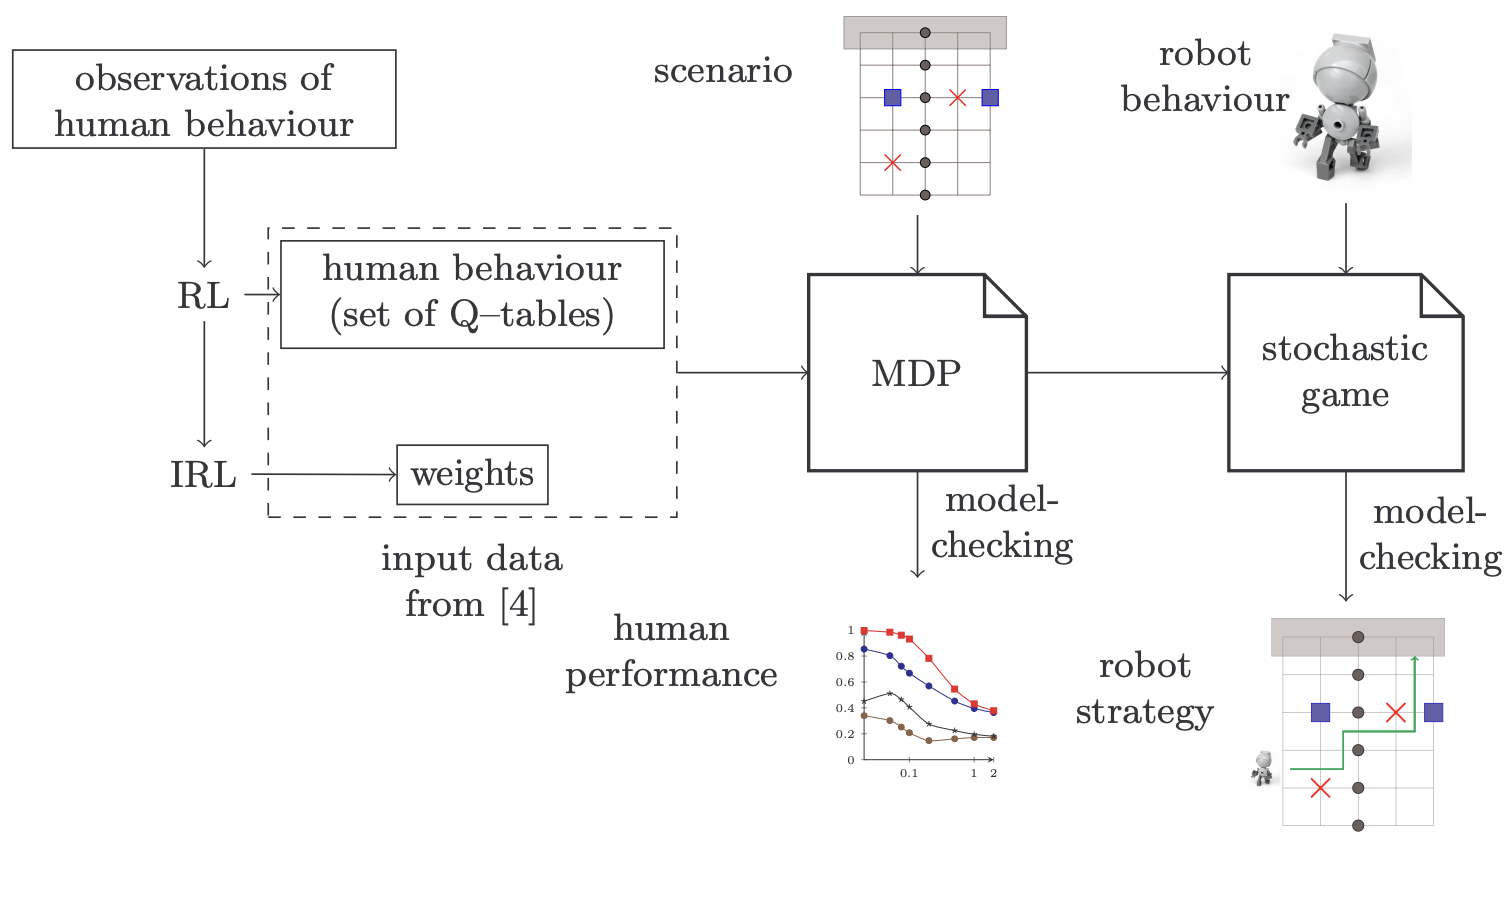 observations of
human behaviour
scenario
robot
behaviour
RL
human behaviour
(set of Q–tables)
MDP
stochastic
game
IRL
weights
input data
from [4]
model-
checking
model-
checking
human
performance
1
0.8
0.6
0.4
0.2
0
0.1
1
2
robot
strategy